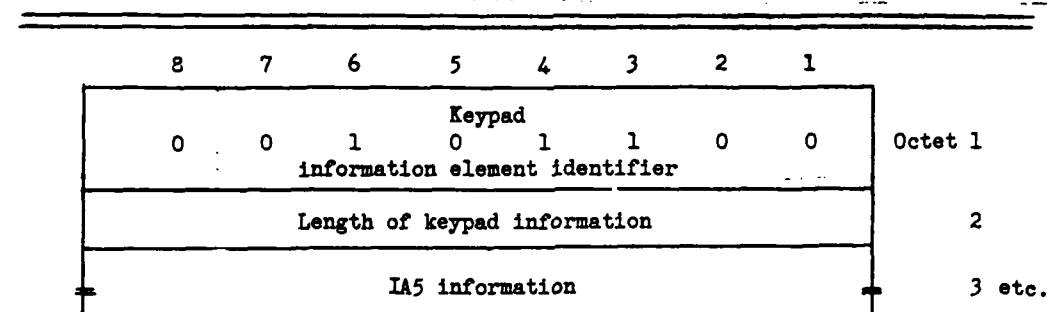 8 7 6 5 4 3 2 1
Keypad
0 0 1 0 1 1 0 0 Octet 1
information element identifier
Length of keypad information 2
IA5 information 3 etc.